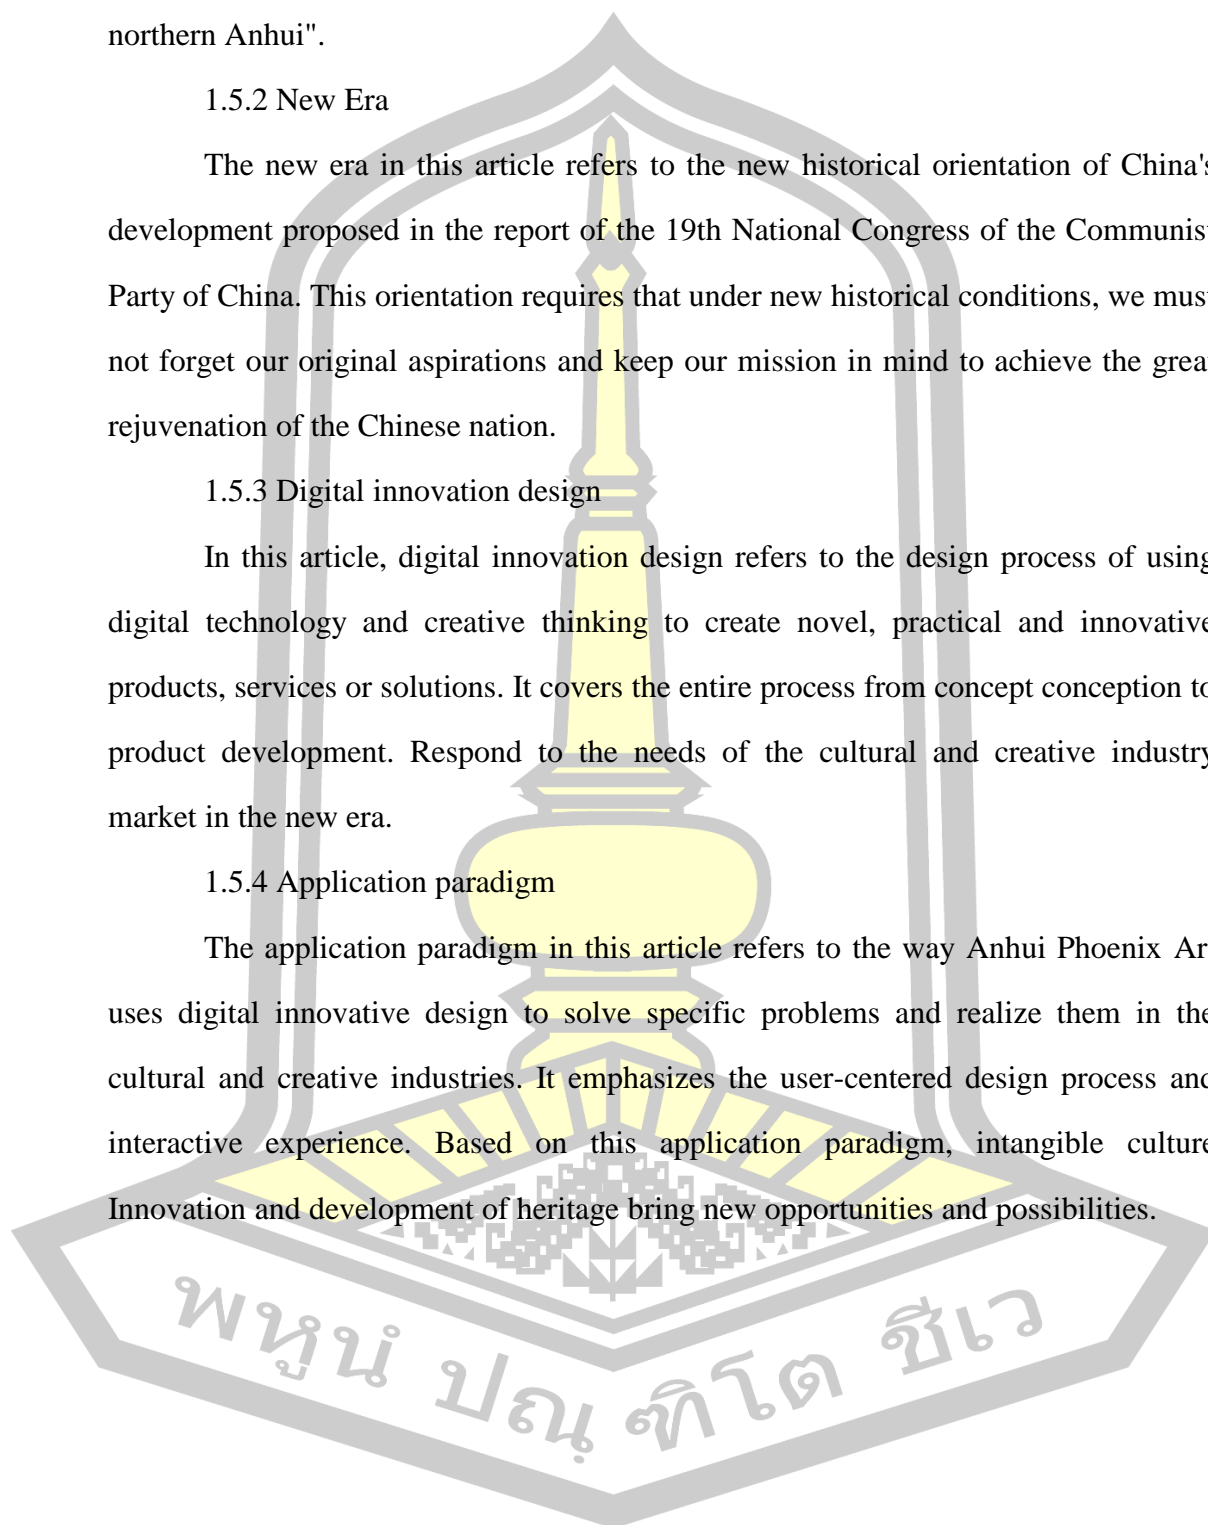 northern Anhui".
1.5.2 New Era
The new era in this article refers to the new historical orientation of China's
development proposed in the report of the 19th National Congress of the Communist
Party of China. This orientation requires that under new historical conditions, we must
not forget our original aspirations and keep our mission in mind to achieve the great
rejuvenation of the Chinese nation.
1.5.3 Digital innovation design
In this article, digital innovation design refers to the design process of using
digital technology and creative thinking to create novel, practical and innovative
products, services or solutions. It covers the entire process from concept conception to
product development. Respond to the needs of the cultural and creative industry
market in the new era.
1.5.4 Application paradigm
The application paradigm in this article refers to the way Anhui Phoenix Art
uses digital innovative design to solve specific problems and realize them in the
cultural and creative industries. It emphasizes the user-centered design process and
interactive experience. Based on this application paradigm, intangible culture
Innovation and development of heritage bring new opportunities and possibilities.
พหูนํ ปณฺฑิโต ชีเว